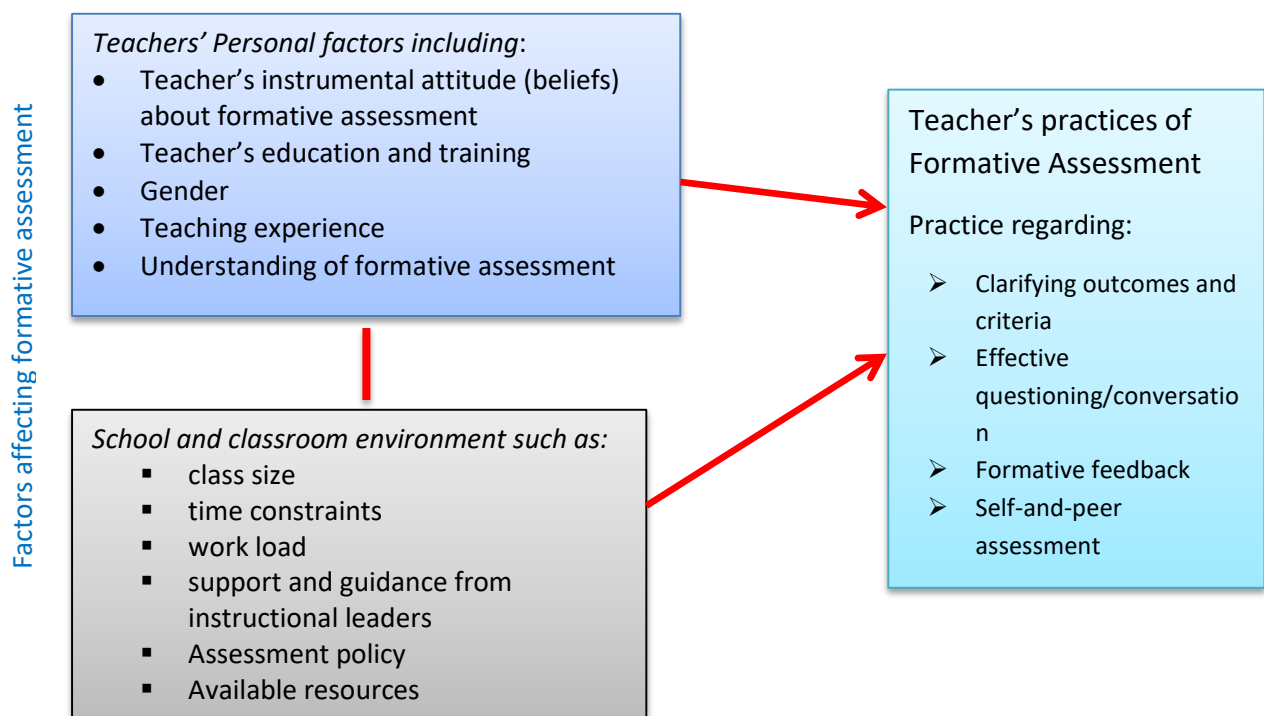 Factors affecting formative assessment
Teachers’ Personal factors including:
• Teacher’s instrumental attitude (beliefs)
about formative assessment
• Teacher’s education and training
• Gender
• Teaching experience
• Understanding of formative assessment
School and classroom environment such as:
▪ class size
▪ time constraints
▪ work load
▪ support and guidance from
instructional leaders
▪ Assessment policy
▪ Available resources
Teacher’s practices of
Formative Assessment
Practice regarding:
➢ Clarifying outcomes and
criteria
➢ Effective
questioning/conversatio
n
➢ Formative feedback
➢ Self-and-peer
assessment